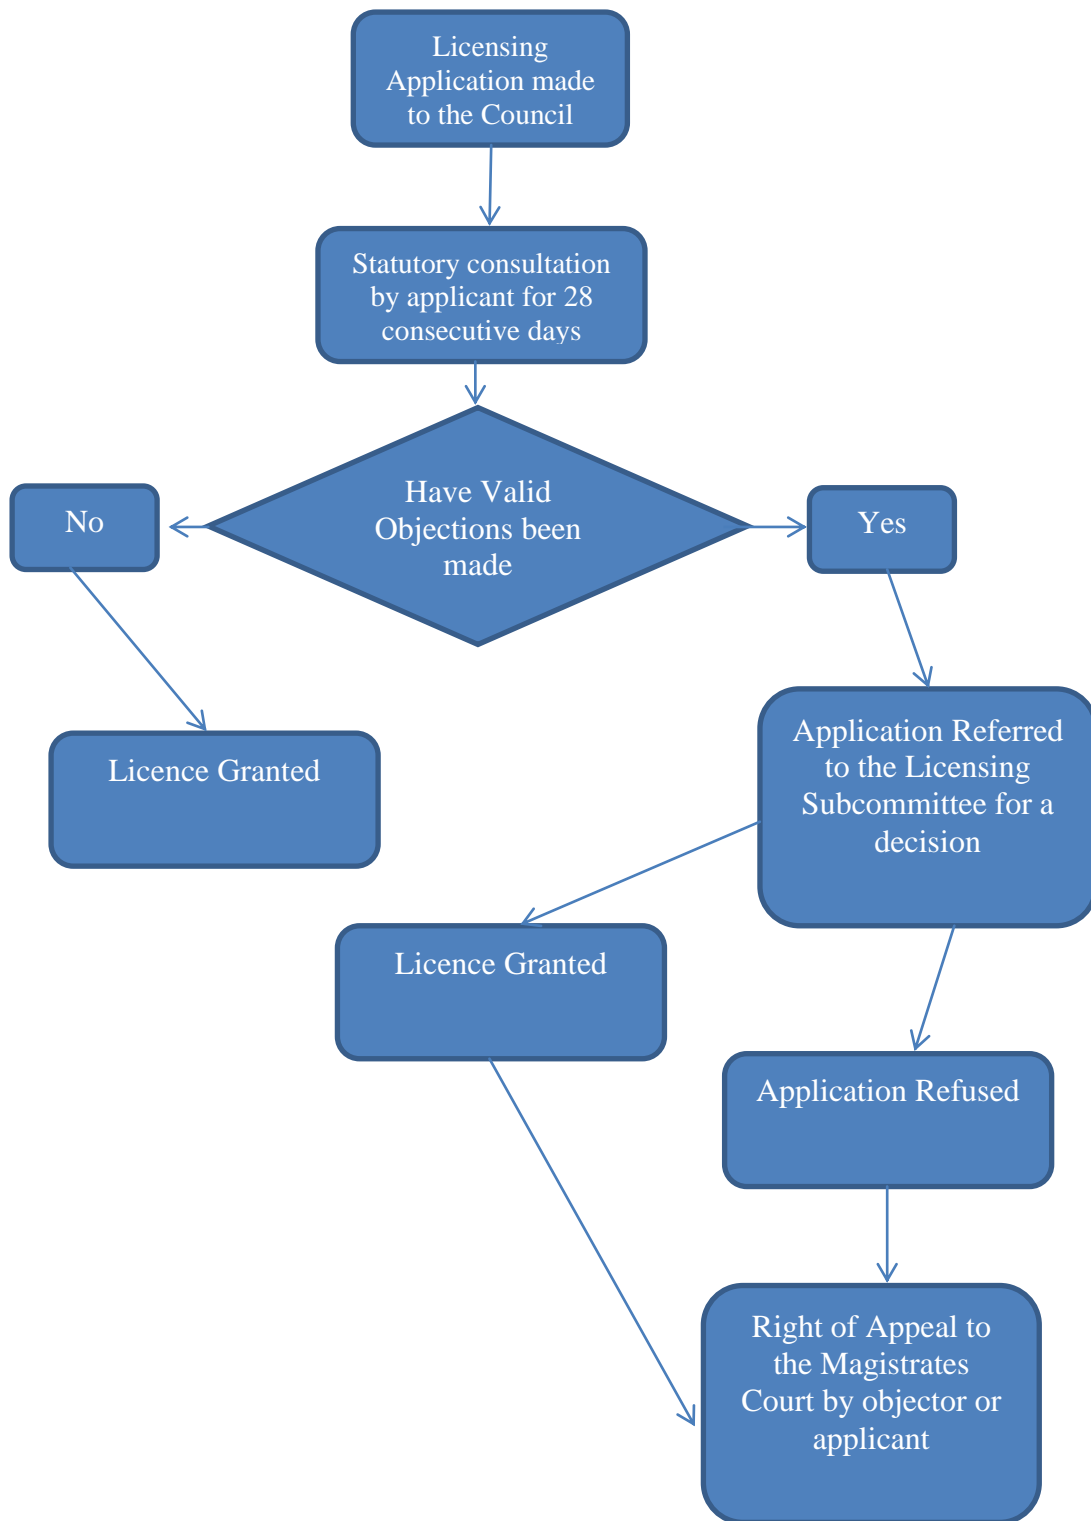 Licensing
Application made
to the Council
Statutory consultation
by applicant for 28
consecutive days
Have Valid
Objections been
made
No
Yes
Licence Granted
Application Referred
to the Licensing
Subcommittee for a
decision
Licence Granted
Application Refused
Right of Appeal to
the Magistrates
Court by objector or
applicant